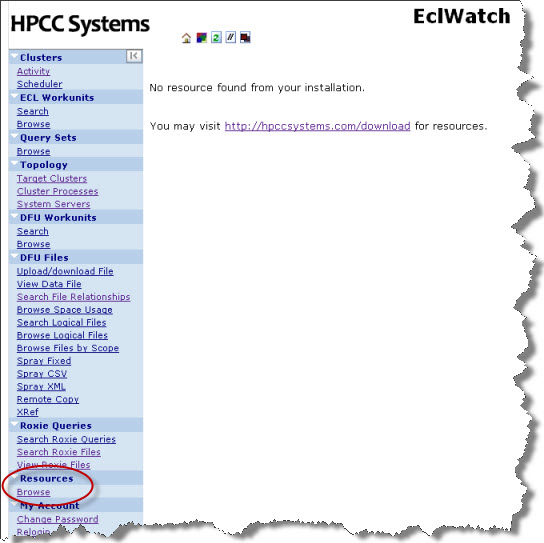 HPCC Systems
EclWatch
Clusters
Activity
Scheduler
ECL Workunits
Search
Browse
Query Sets
Browse
Topology
Target Clusters
Cluster Processes
System Servers
DFU Workunits
Search
Browse
DFU Files
Upload/download File
View Data File
Search File Relationships
Browse Space Usage
Search Logical Files
Browse Logical Files
Browse Files by Scope
Spray Fixed
Spray CSV
Spray XML
Remote Copy
XRef
Roxie Queries
Search Roxie Queries
Search Roxie Files
View Roxie Files
Resources
Browse
My Account
Change Password
Relogin
No resource found from your installation.
You may visit http://hpccsystems.com/download for resources.